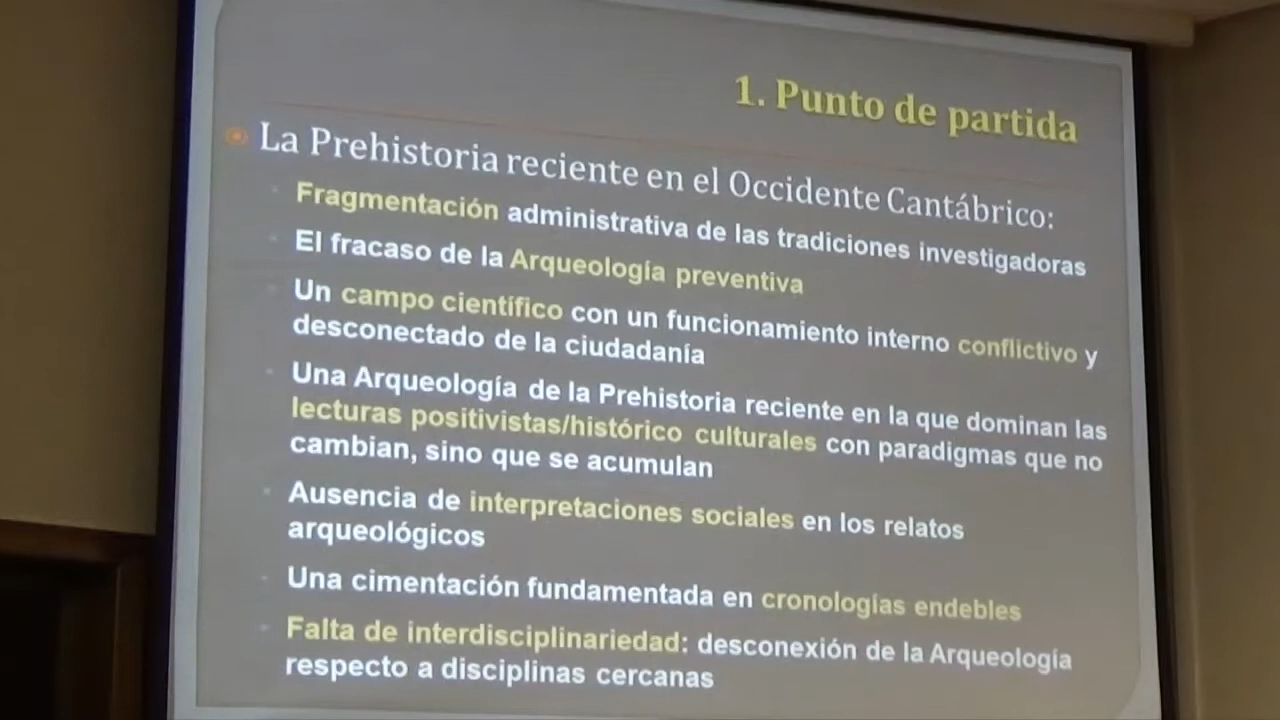 1. Punto de partida
La Prehistoria reciente en el Occidente Cantábrico:
Fragmentación administrativa de las tradiciones investigadoras
El fracaso de la Arqueología preventiva
Un campo científico con un funcionamiento interno conflictivo y
desconectado de la ciudadanía
Una Arqueología de la Prehistoria reciente en la que dominan las
lecturas positivistas/histórico culturales con paradigmas que no
cambian, sino que se acumulan
Ausencia de interpretaciones sociales en los relatos
arqueológicos
Una cimentación fundamentada en cronologías endebles
Falta de interdisciplinariedad: desconexión de la Arqueología
respecto a disciplinas cercanas